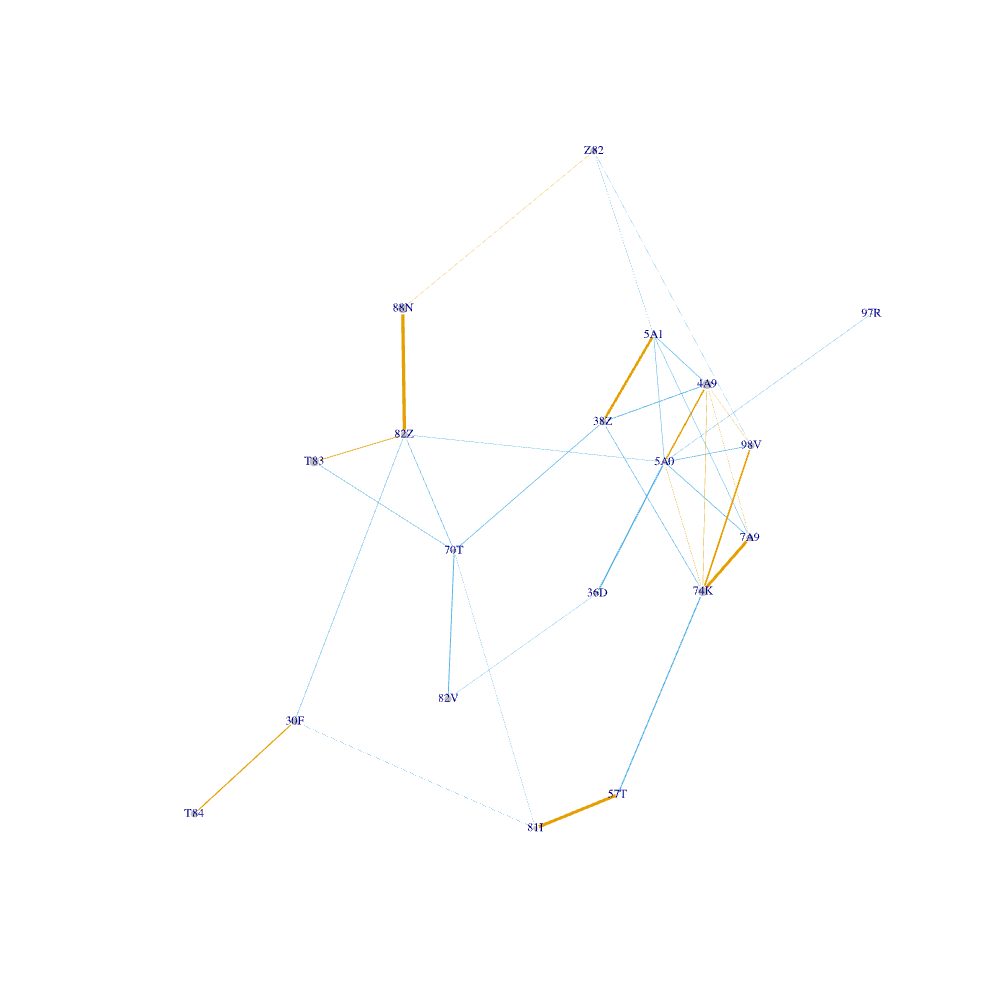 Z82
88N
97R
5A1
4A9
38Z
82Z
98V
T83
5A0
7A9
70T
74K
36D
82V
30F
57T
T84
81I